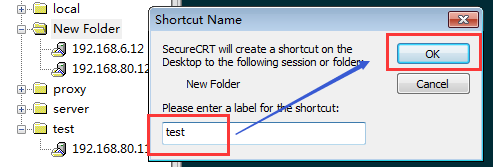 local
New Folder
192.168.6.12
192.168.80.12
proxy
server
test
192.168.80.11
Shortcut Name
SecureCRT will create a shortcut on the
Desktop to the following session or folder:
New Folder
Please enter a label for the shortcut:
test
OK
Cancel